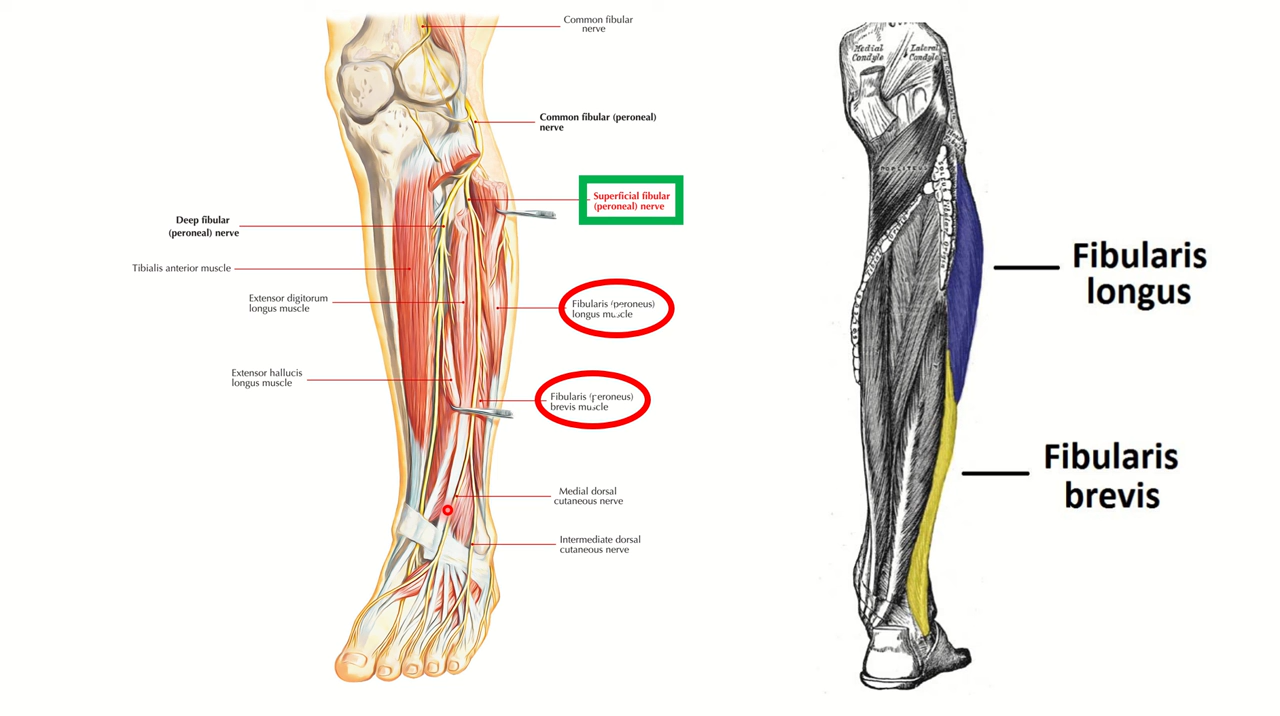 Common fibular
nerve
Common fibular (peroneal)
nerve
Superficial fibular
(peroneal) nerve
Deep fibular
(peroneal) nerve
Tibialis anterior muscle
Extensor digitorum
longus muscle
Fibularis (peroneus)
longus muscle
Extensor hallucis
longus muscle
Fibularis (peroneus)
brevis muscle
Medial dorsal
cutaneous nerve
Intermediate dorsal
cutaneous nerve
Medial
Condyle
Lateral
Condyle
POPLITEUS
Fibularis
longus
Fibularis
brevis